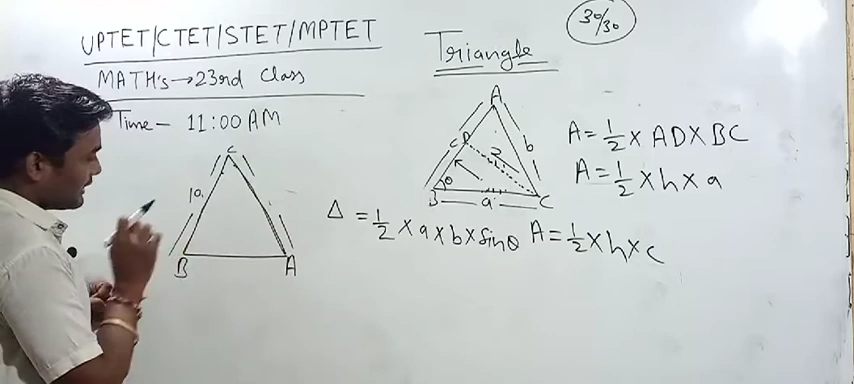 UPTET/CTET/STET/MPTET
MATH's→23rd Class
Time - 11:00 AM
Triangle
30/30
C
10
B
A
A
b
B
a
C
θ
A = 1/2 × AD × BC
A = 1/2 × h × a
Δ = 1/2 × a × b × Sinθ
A = 1/2 × h × c